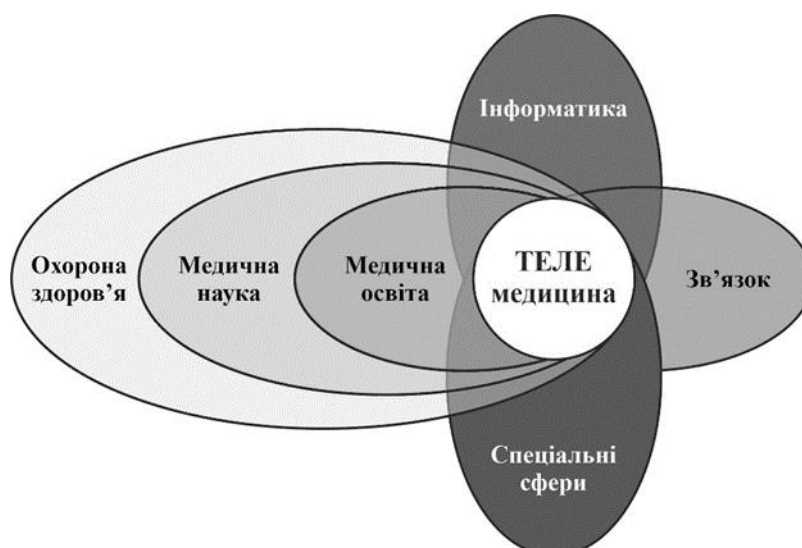 Інформатика
Охорона
здоров’я
Медична
наука
Медична
освіта
ТЕЛЕ
медицина
Зв’язок
Спеціальні
сфери